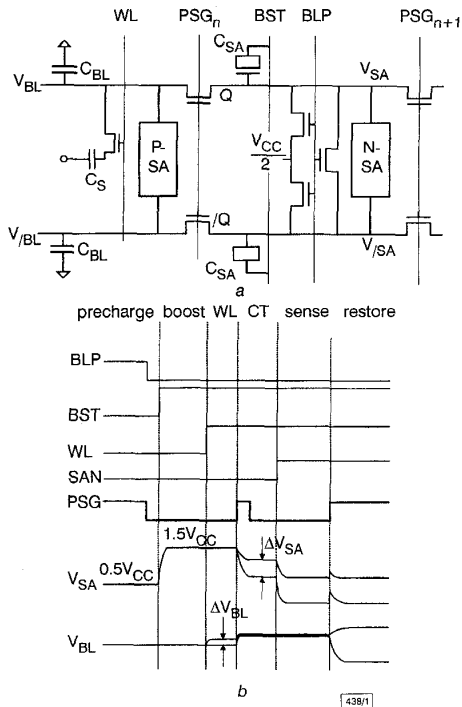 WL PSGn BST BLP PSGn+1
CSA
VBL CBL Q VSA
P-SA
VCC/2
N-SA
CS
/Q
V/BL CBL CSA V/SA
a
precharge boost WL CT sense restore
BLP
BST
WL
SAN
PSG
1.5VCC
ΔVSA
VSA 0.5VCC
ΔVBL
VBL
b
438/1